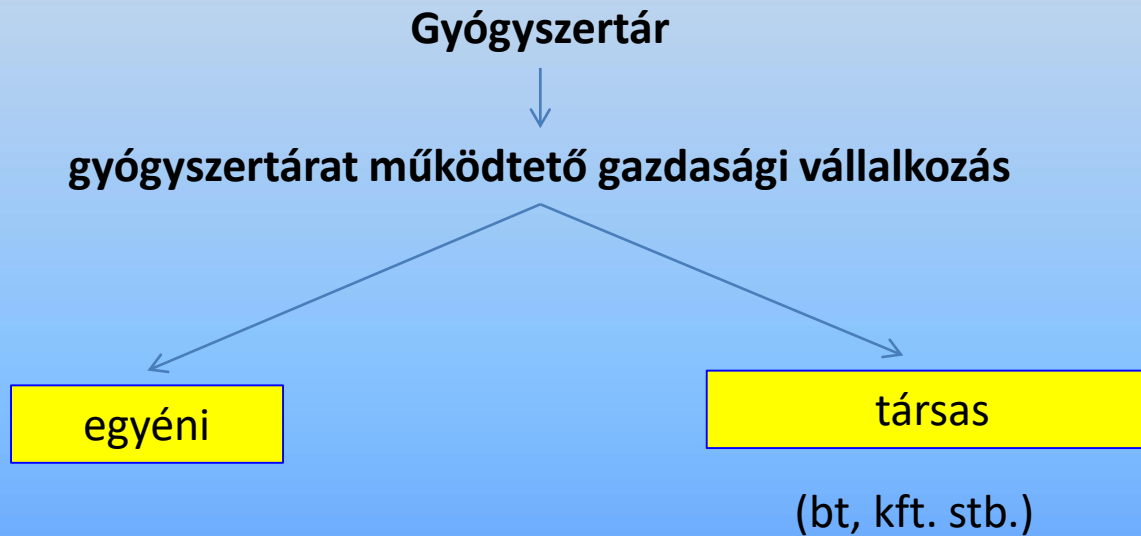 Gyógyszertár
gyógyszertárat működtető gazdasági vállalkozás
egyéni
társas
(bt, kft. stb.)